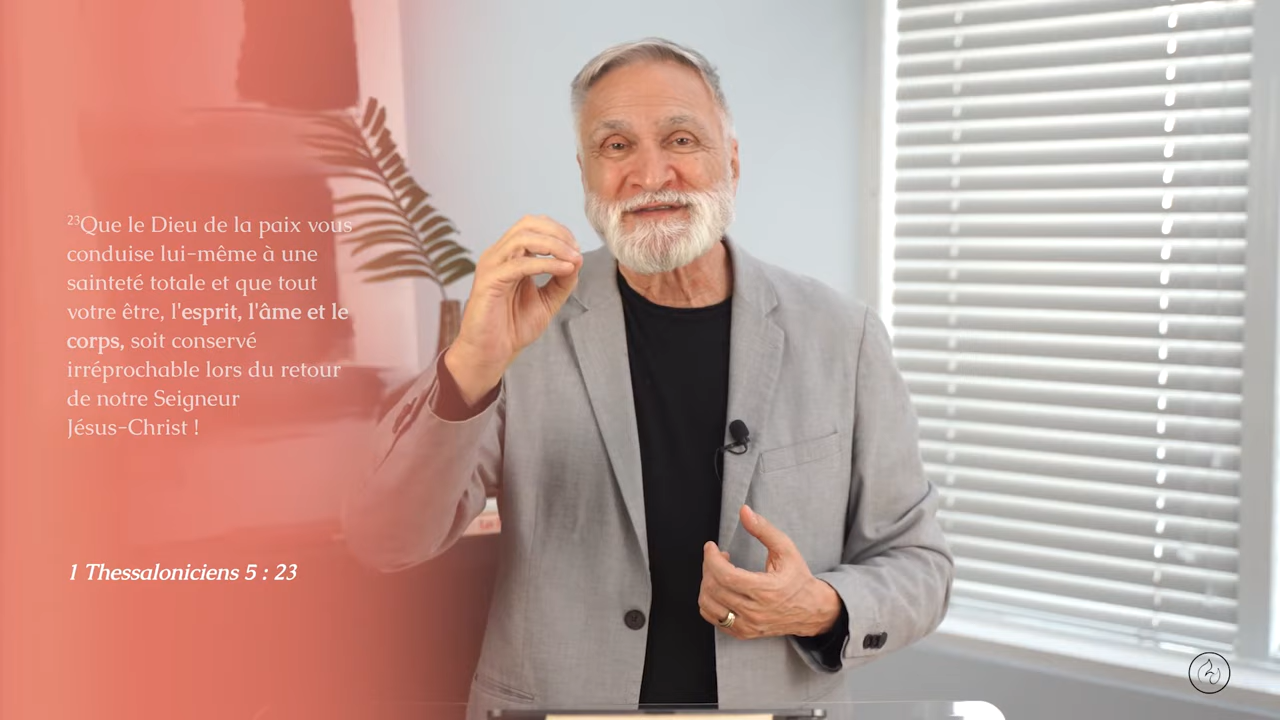 ²³Que le Dieu de la paix vous
conduise lui-même à une
sainteté totale et que tout
votre être, l'esprit, l'âme et le
corps, soit conservé
irréprochable lors du retour
de notre Seigneur
Jésus-Christ !
1 Thessaloniciens 5 : 23